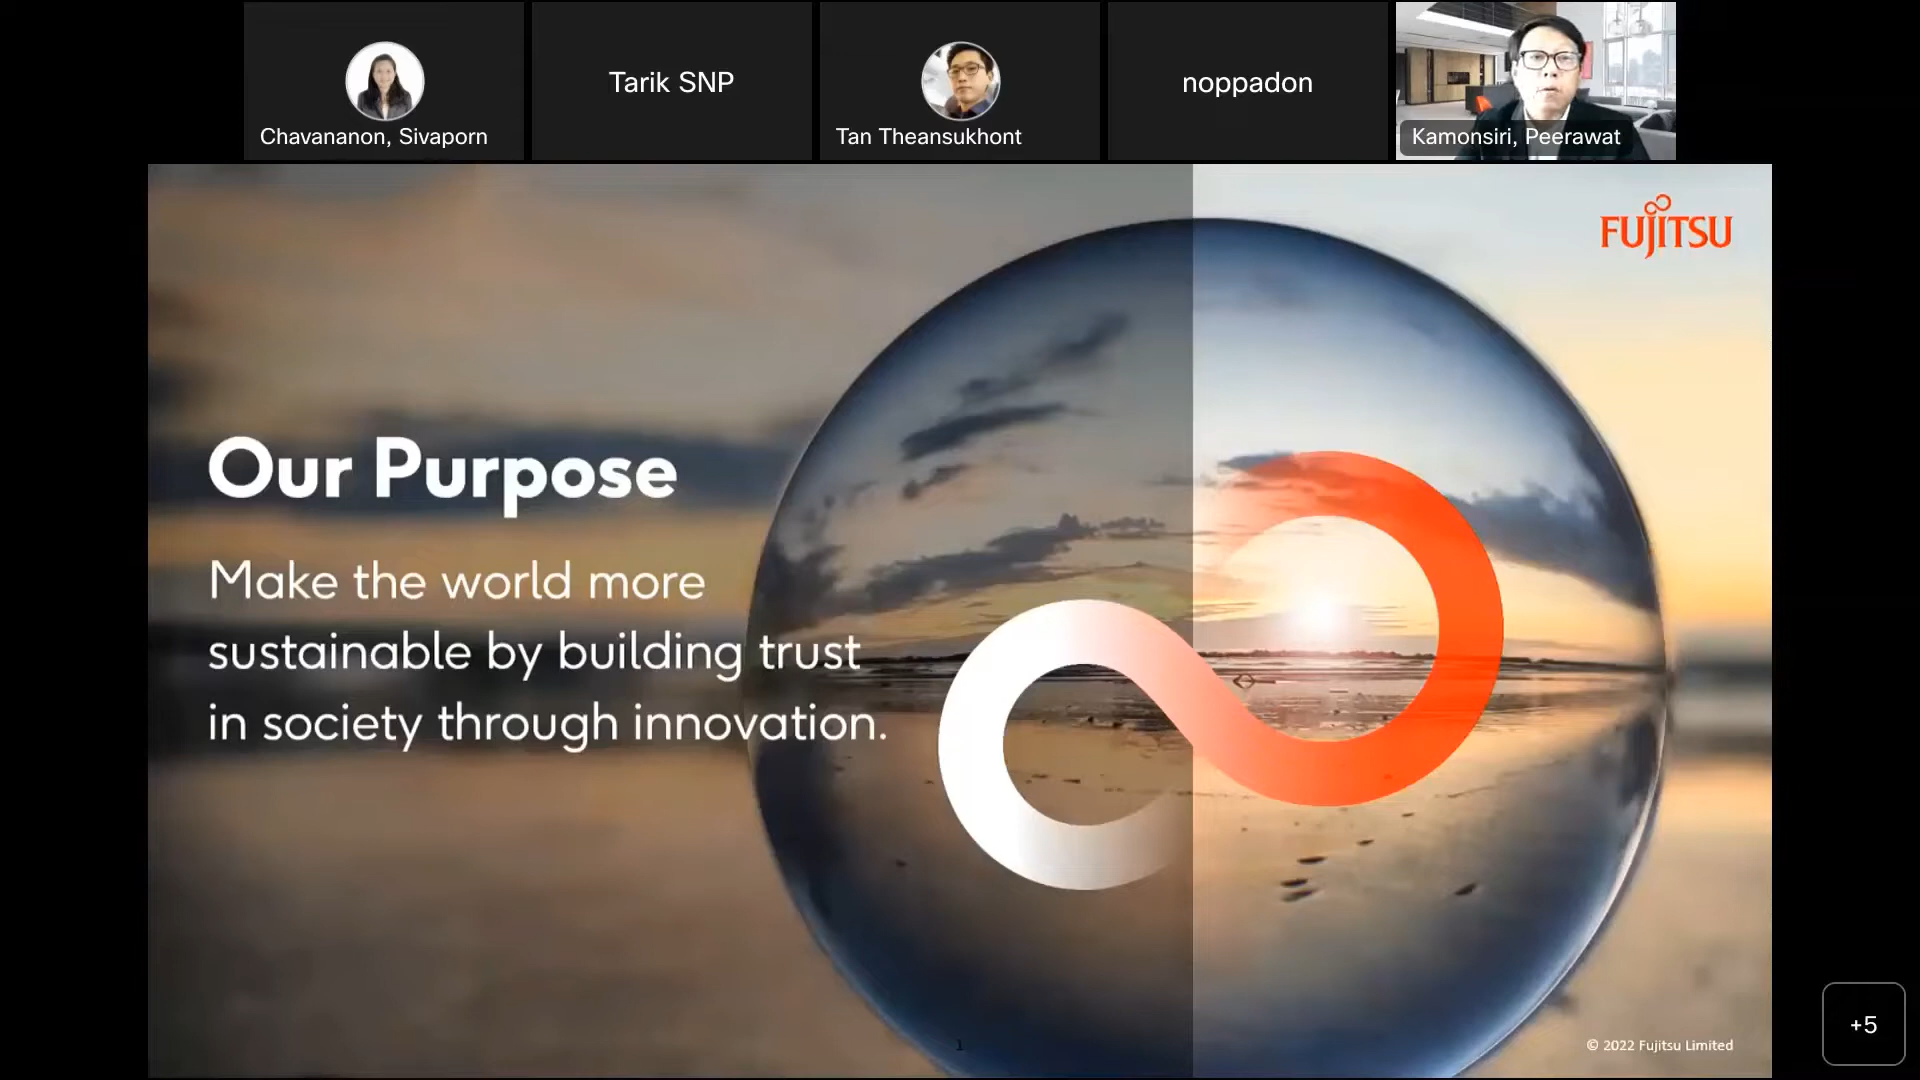 Chavananon, Sivaporn
Tarik SNP
Tan Theansukhont
noppadon
Kamonsiri, Peerawat
FUJITSU
Our Purpose
Make the world more
sustainable by building trust
in society through innovation.
1
© 2022 Fujitsu Limited
+5